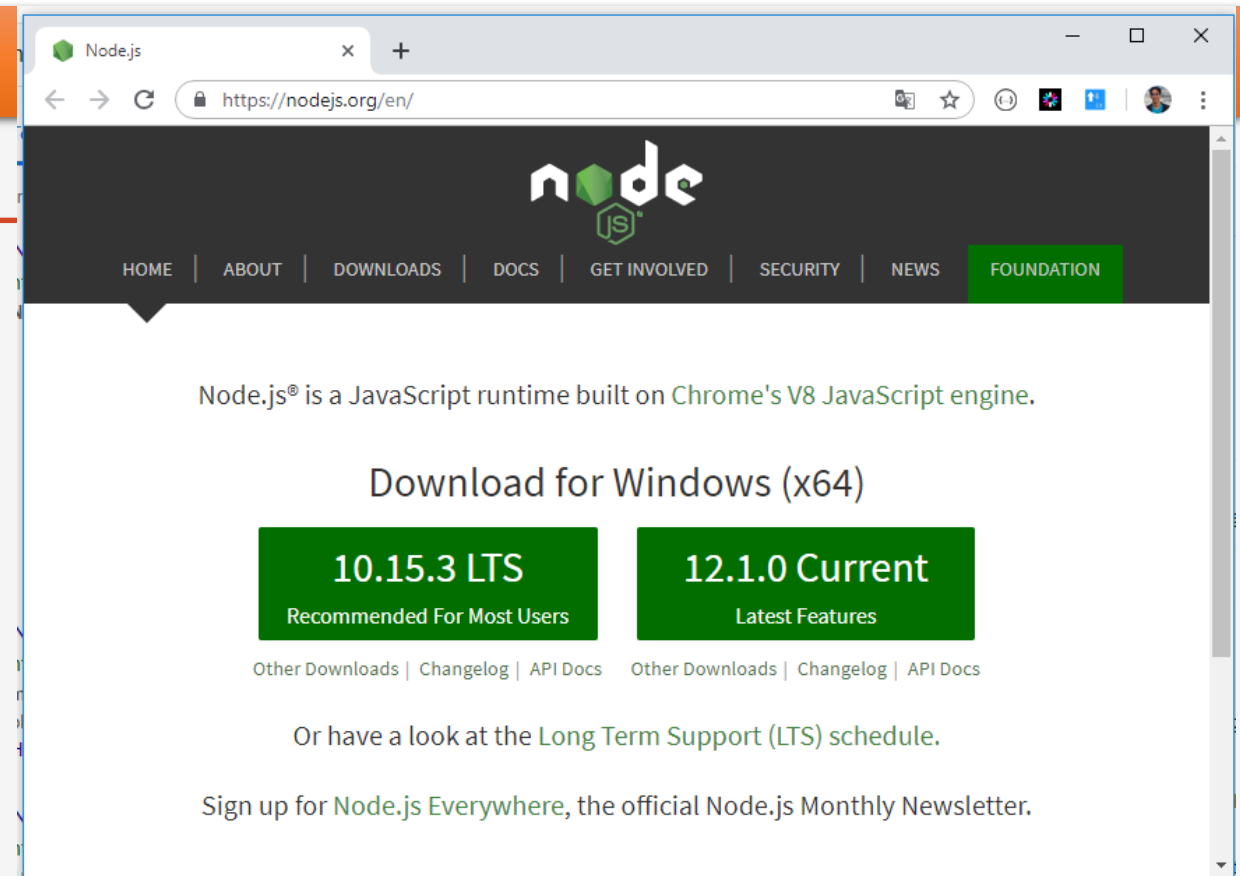 Node.js
https://nodejs.org/en/
node
JS
HOME | ABOUT | DOWNLOADS | DOCS | GET INVOLVED | SECURITY | NEWS FOUNDATION
Node.js® is a JavaScript runtime built on Chrome's V8 JavaScript engine.
Download for Windows (x64)
10.15.3 LTS 12.1.0 Current
Recommended For Most Users Latest Features
Other Downloads | Changelog | API Docs Other Downloads | Changelog | API Docs
Or have a look at the Long Term Support (LTS) schedule.
Sign up for Node.js Everywhere, the official Node.js Monthly Newsletter.